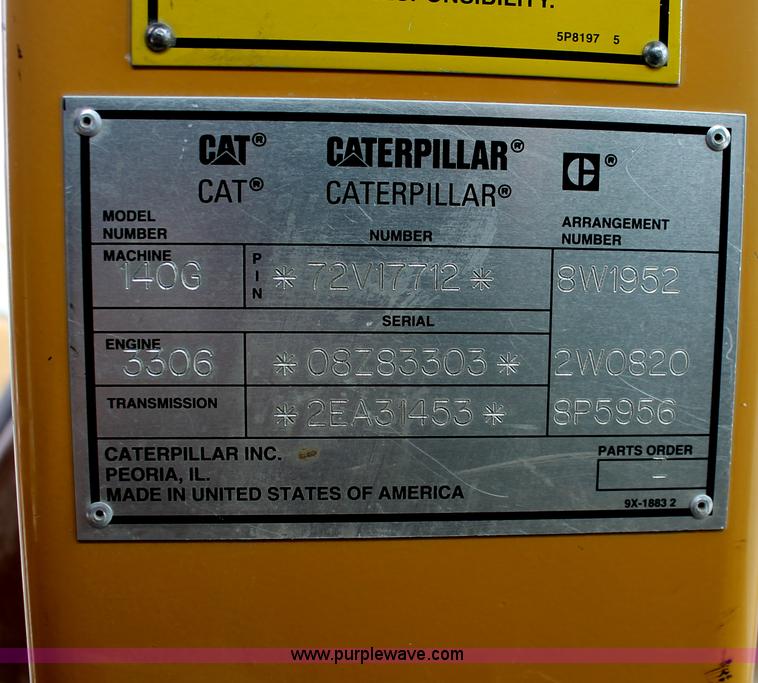 RESPONSIBILITY.
5P8197 5
CAT® CATERPILLAR® ®
CAT® CATERPILLAR®
MODEL NUMBER NUMBER ARRANGEMENT NUMBER
MACHINE 140G PIN *72V17712* 8W1952
SERIAL
ENGINE 3306 *08Z83303* 2W0820
TRANSMISSION *2EA31453* 8P5956
CATERPILLAR INC.
PEORIA, IL.
MADE IN UNITED STATES OF AMERICA
PARTS ORDER
-
9X-1883 2
www.purplewave.com